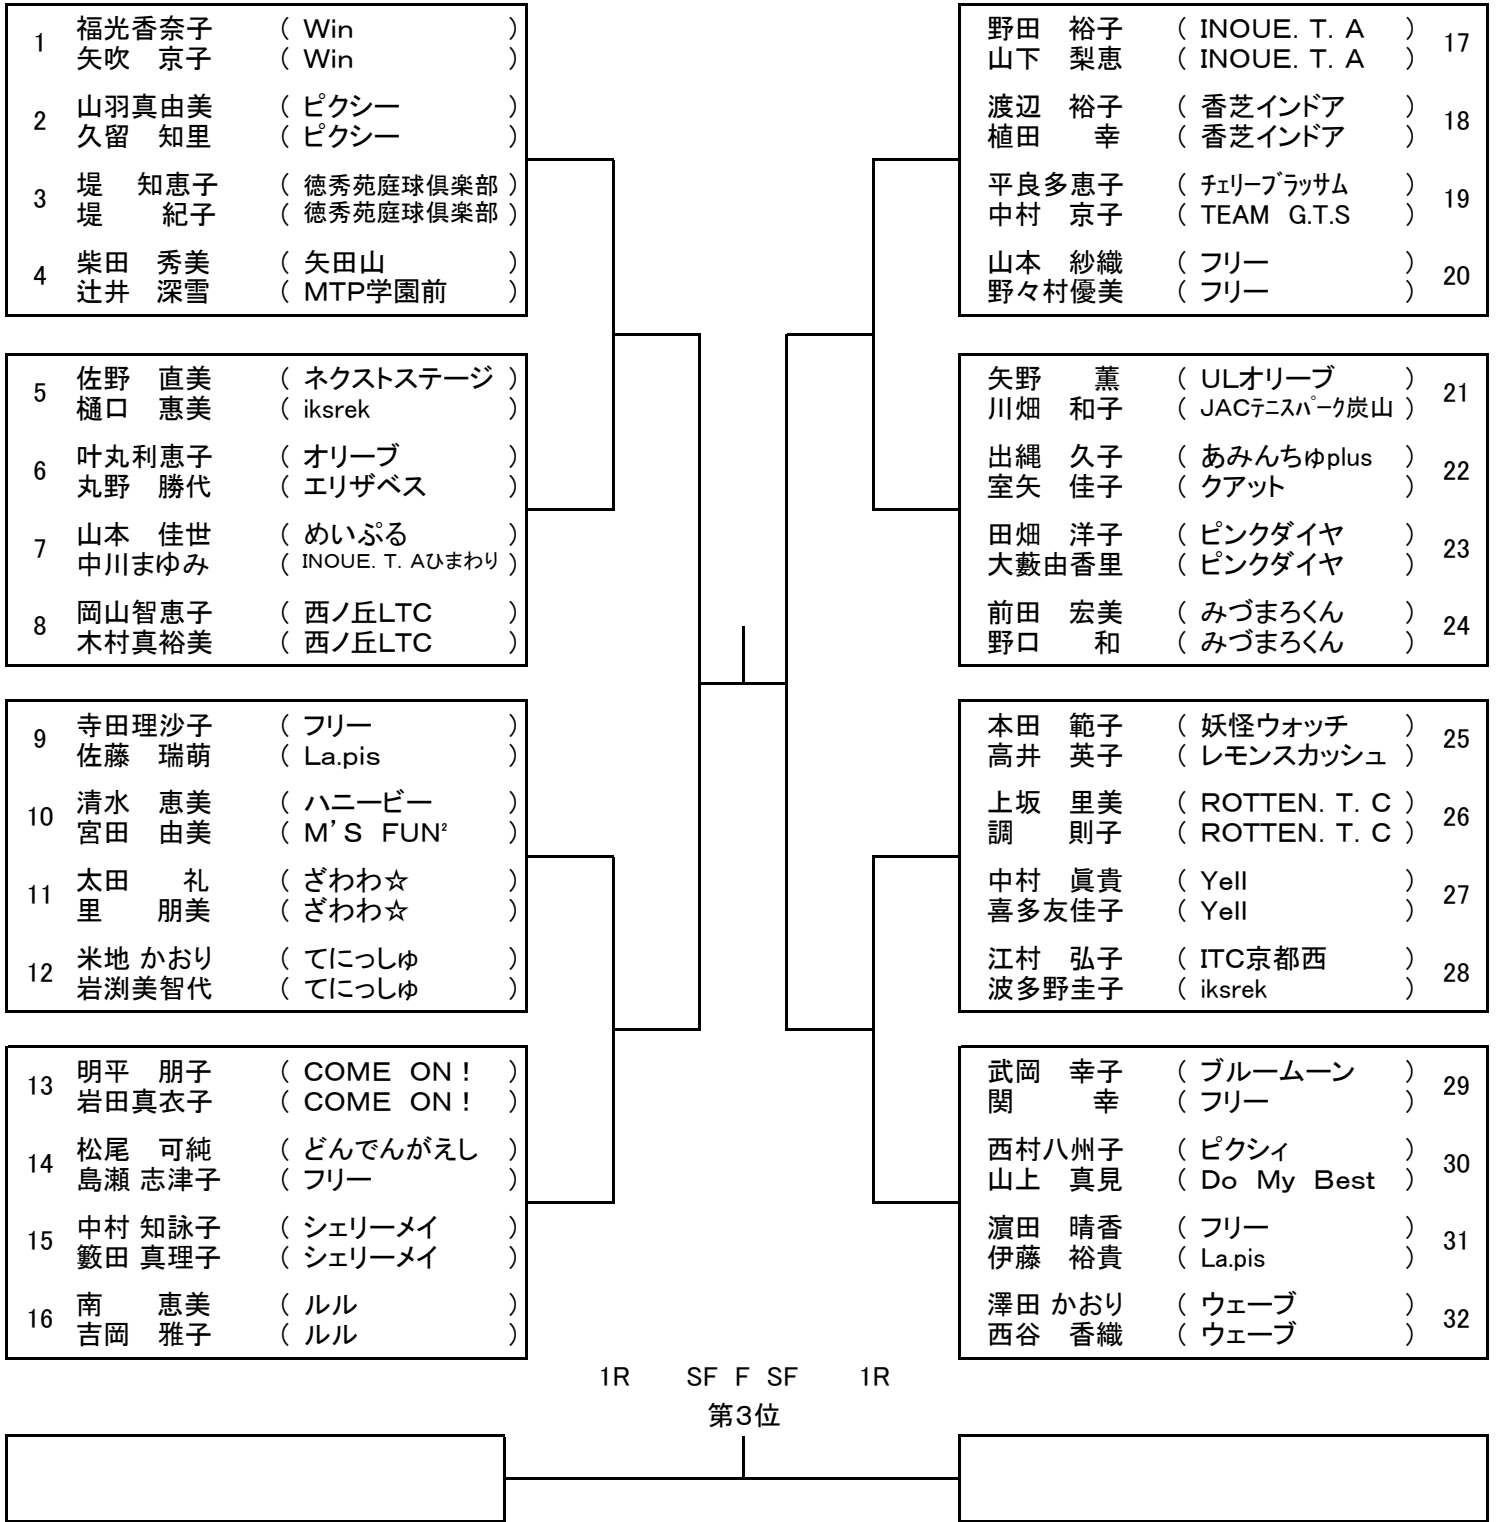 1
福光香奈子 ( Win )
矢吹 京子 ( Win )
2
山羽真由美 ( ピクシー )
久留 知里 ( ピクシー )
3
堤 知恵子 ( 徳秀苑庭球倶楽部 )
堤 紀子 ( 徳秀苑庭球倶楽部 )
4
柴田 秀美 ( 矢田山 )
辻井 深雪 ( MTP学園前 )
5
佐野 直美 ( ネクストステージ )
樋口 惠美 ( iksrek )
6
叶丸利恵子 ( オリーブ )
丸野 勝代 ( エリザベス )
7
山本 佳世 ( めいぷる )
中川まゆみ ( INOUE. T. Aひまわり )
8
岡山智恵子 ( 西ノ丘LTC )
木村真裕美 ( 西ノ丘LTC )
9
寺田理沙子 ( フリー )
佐藤 瑞萌 ( La.pis )
10
清水 恵美 ( ハニービー )
宮田 由美 ( M'S FUN² )
11
太田 礼 ( ざわわ☆ )
里 朋美 ( ざわわ☆ )
12
米地 かおり ( てにっしゅ )
岩渕美智代 ( てにっしゅ )
13
明平 朋子 ( COME ON! )
岩田真衣子 ( COME ON! )
14
松尾 可純 ( どんでんがえし )
島瀬 志津子 ( フリー )
15
中村 知詠子 ( シェリーメイ )
籔田 真理子 ( シェリーメイ )
16
南 恵美 ( ルル )
吉岡 雅子 ( ルル )
野田 裕子 ( INOUE. T. A )
山下 梨恵 ( INOUE. T. A )
17
渡辺 裕子 ( 香芝インドア )
植田 幸 ( 香芝インドア )
18
平良多恵子 ( ﾁｪﾘｰﾌﾞﾗｯｻﾑ )
中村 京子 ( TEAM G.T.S )
19
山本 紗織 ( フリー )
野々村優美 ( フリー )
20
矢野 薫 ( ULオリーブ )
川畑 和子 ( JACﾃﾆｽﾊﾟｰｸ炭山 )
21
出縄 久子 ( あみんちゅplus )
室矢 佳子 ( クアット )
22
田畑 洋子 ( ピンクダイヤ )
大藪由香里 ( ピンクダイヤ )
23
前田 宏美 ( みづまろくん )
野口 和 ( みづまろくん )
24
本田 範子 ( 妖怪ウォッチ )
高井 英子 ( レモンスカッシュ )
25
上坂 里美 ( ROTTEN. T. C )
調 則子 ( ROTTEN. T. C )
26
中村 眞貴 ( Yell )
喜多友佳子 ( Yell )
27
江村 弘子 ( ITC京都西 )
波多野圭子 ( iksrek )
28
武岡 幸子 ( ブルームーン )
関 幸 ( フリー )
29
西村八州子 ( ピクシィ )
山上 真見 ( Do My Best )
30
濵田 晴香 ( フリー )
伊藤 裕貴 ( La.pis )
31
澤田 かおり ( ウェーブ )
西谷 香織 ( ウェーブ )
32
1R SF F SF 1R
第3位